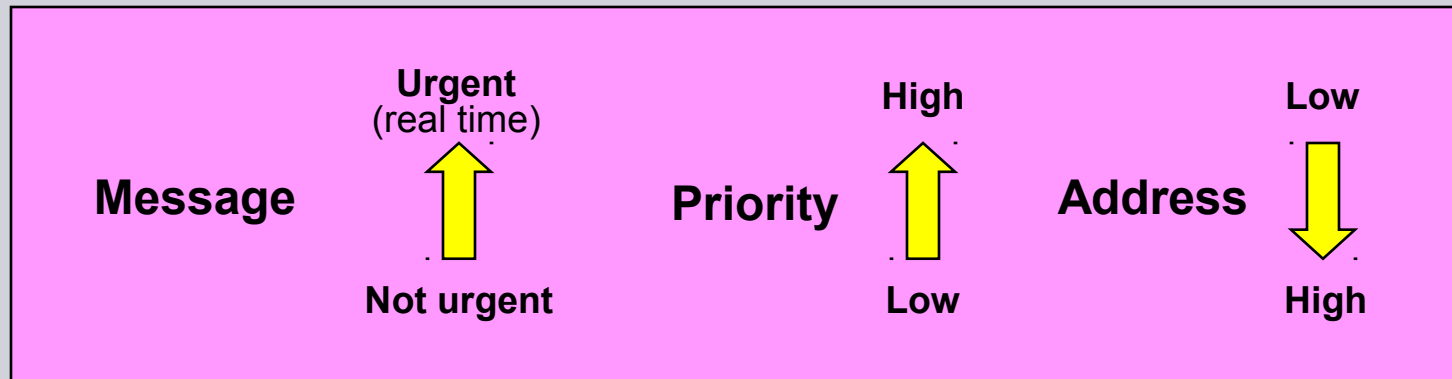 Urgent
(real time)
High
Low
Message
Priority
Address
Not urgent
Low
High